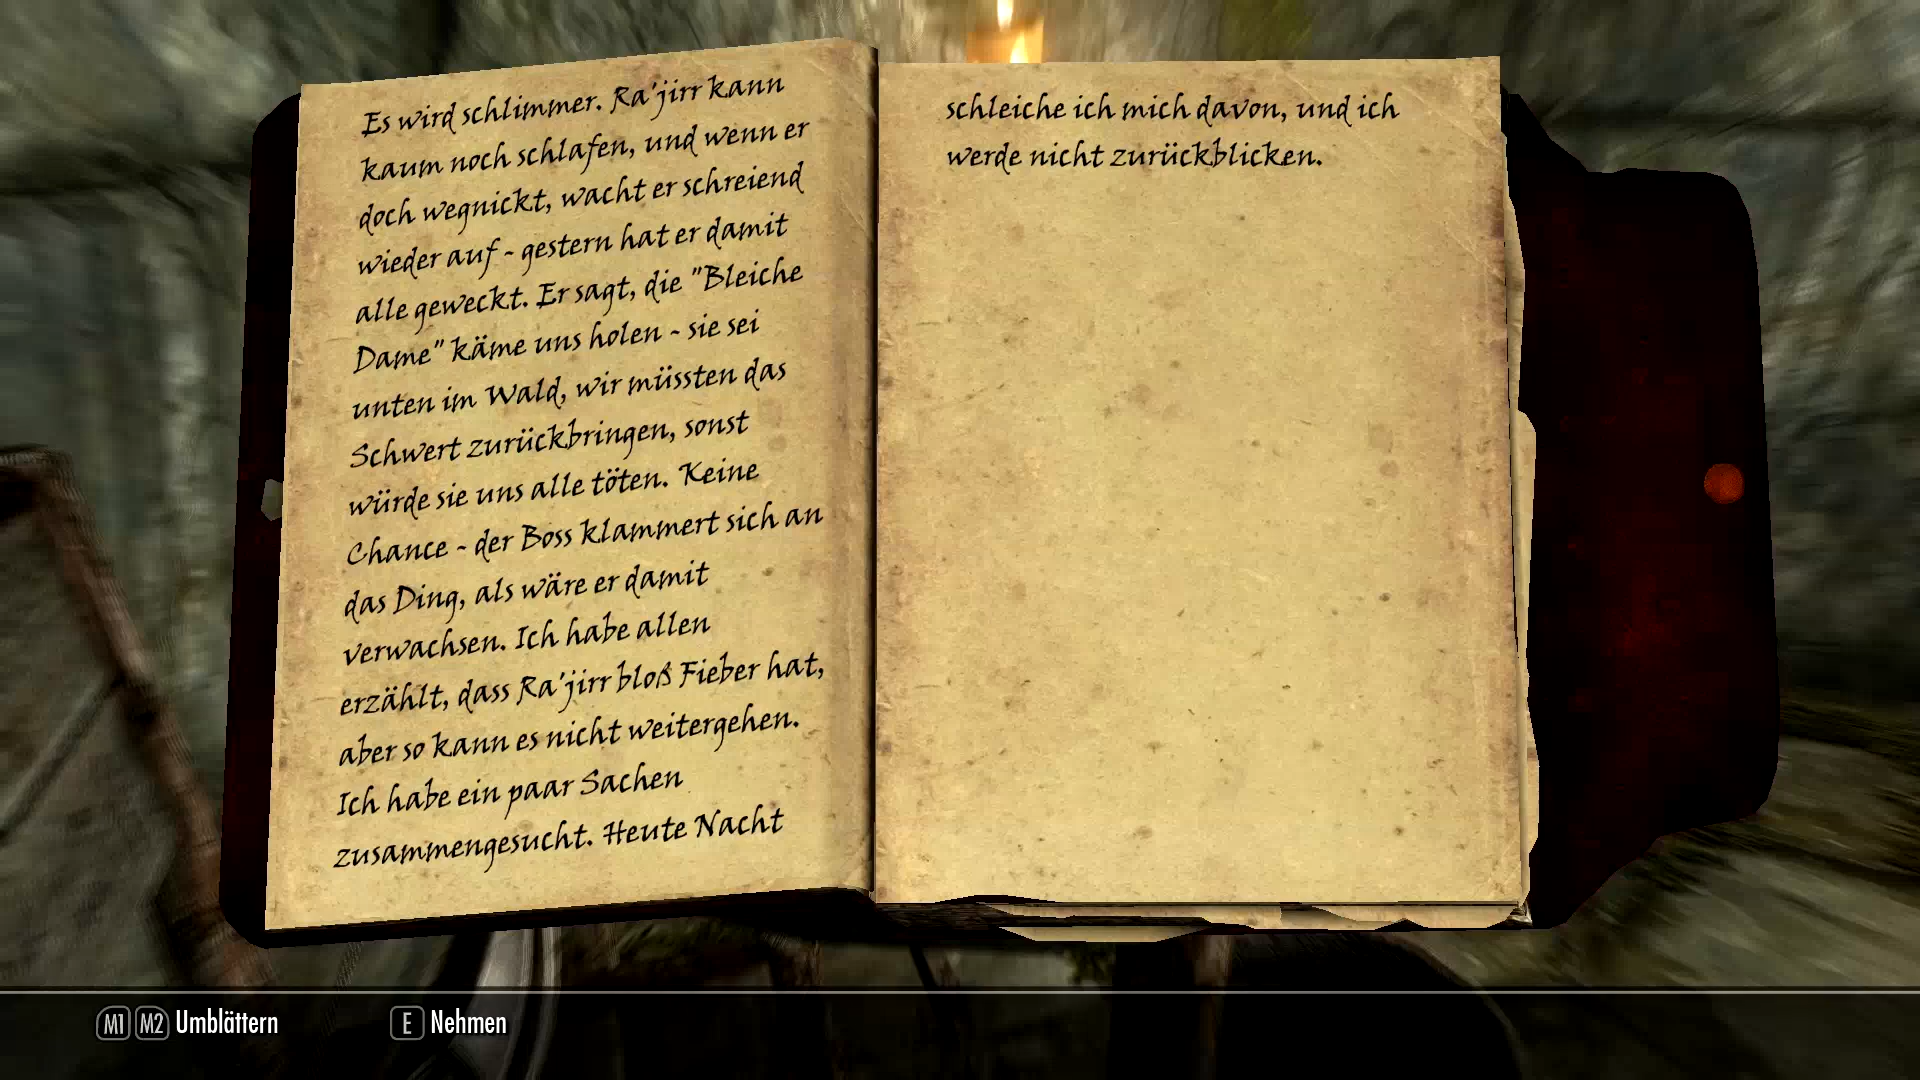 Es wird schlimmer. Ra'jirr kann
kaum noch schlafen, und wenn er
doch wegnickt, wacht er schreiend
wieder auf - gestern hat er damit
alle geweckt. Er sagt, die "Bleiche
Dame" käme uns holen - sie sei
unten im Wald, wir müssten das
Schwert zurückbringen, sonst
würde sie uns alle töten. Keine
Chance - der Boss klammert sich an
das Ding, als wäre er damit
verwachsen. Ich habe allen
erzählt, dass Ra'jirr bloß Fieber hat,
aber so kann es nicht weitergehen.
Ich habe ein paar Sachen
zusammengesucht. Heute Nacht
schleiche ich mich davon, und ich
werde nicht zurückblicken.
M1 M2 Umblättern
E Nehmen